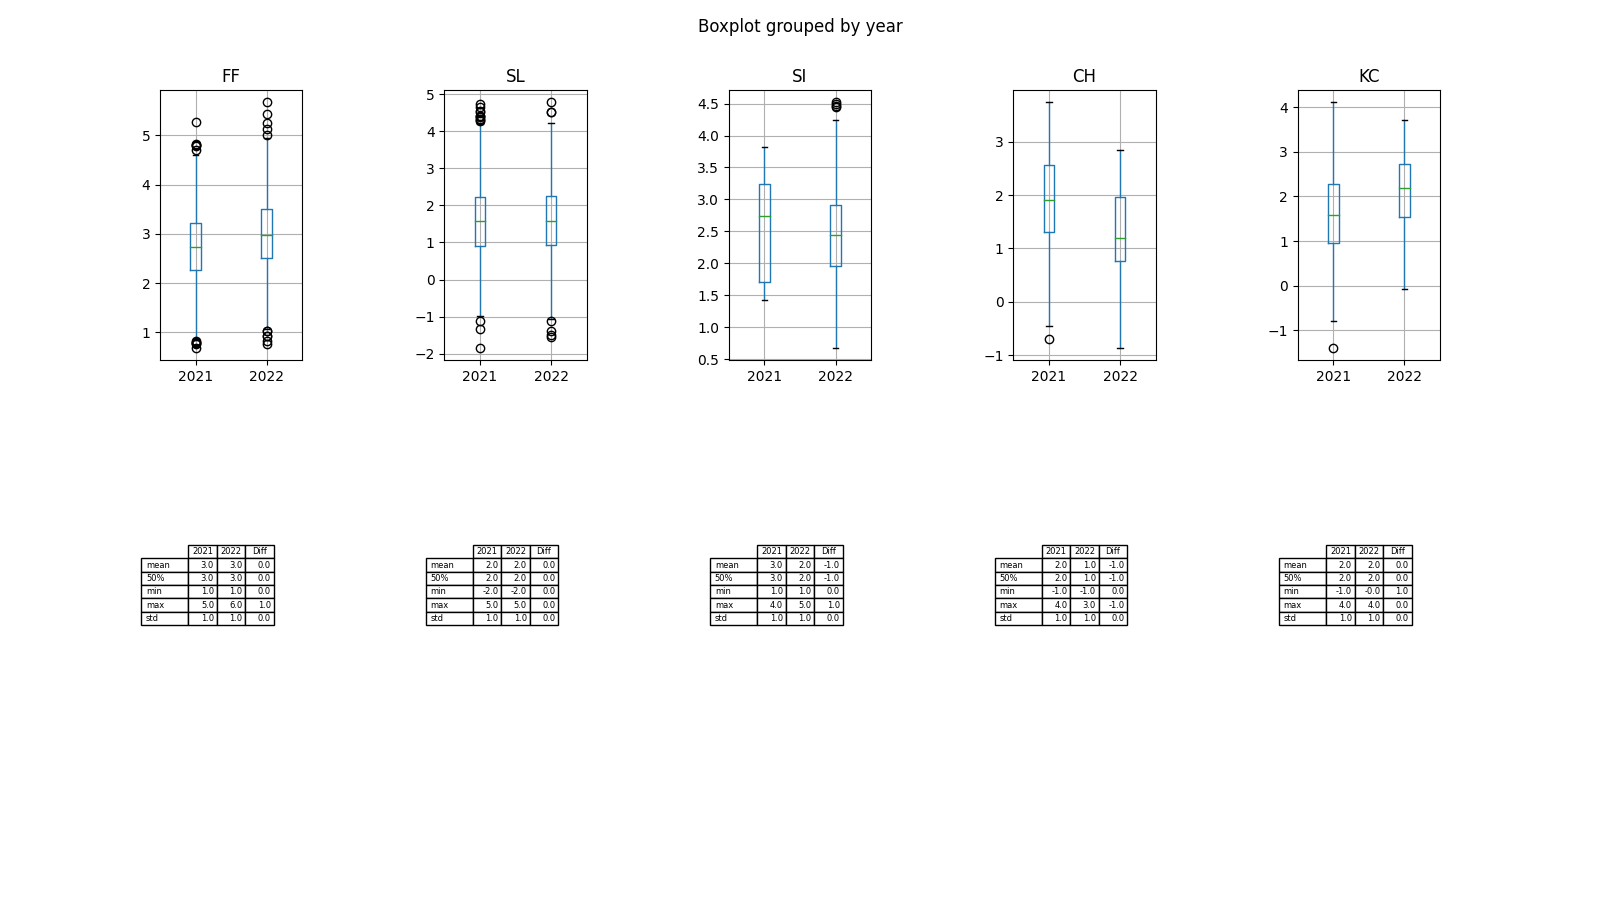 Boxplot grouped by year
FF SL SI CH KC
5
4
3
2
1
2021 2022
5
4
3
2
1
0
−1
−2
2021 2022
4.5
4.0
3.5
3.0
2.5
2.0
1.5
1.0
0.5
2021 2022
3
2
1
0
−1
2021 2022
4
3
2
1
0
−1
2021 2022
2021 2022 Diff
mean 3.0 3.0 0.0
50% 3.0 3.0 0.0
min 1.0 1.0 0.0
max 5.0 6.0 1.0
std 1.0 1.0 0.0
2021 2022 Diff
mean 2.0 2.0 0.0
50% 2.0 2.0 0.0
min -2.0 -2.0 0.0
max 5.0 5.0 0.0
std 1.0 1.0 0.0
2021 2022 Diff
mean 3.0 2.0 -1.0
50% 3.0 2.0 -1.0
min 1.0 1.0 0.0
max 4.0 5.0 1.0
std 1.0 1.0 0.0
2021 2022 Diff
mean 2.0 1.0 -1.0
50% 2.0 1.0 -1.0
min -1.0 -1.0 0.0
max 4.0 3.0 -1.0
std 1.0 1.0 0.0
2021 2022 Diff
mean 2.0 2.0 0.0
50% 2.0 2.0 0.0
min -1.0 -0.0 1.0
max 4.0 4.0 0.0
std 1.0 1.0 0.0